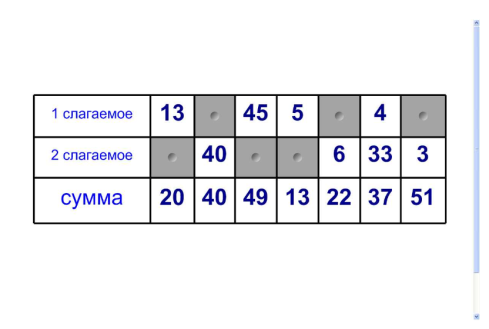 1 слагаемое 13 45 5 4
2 слагаемое 40 6 33 3
сумма 20 40 49 13 22 37 51